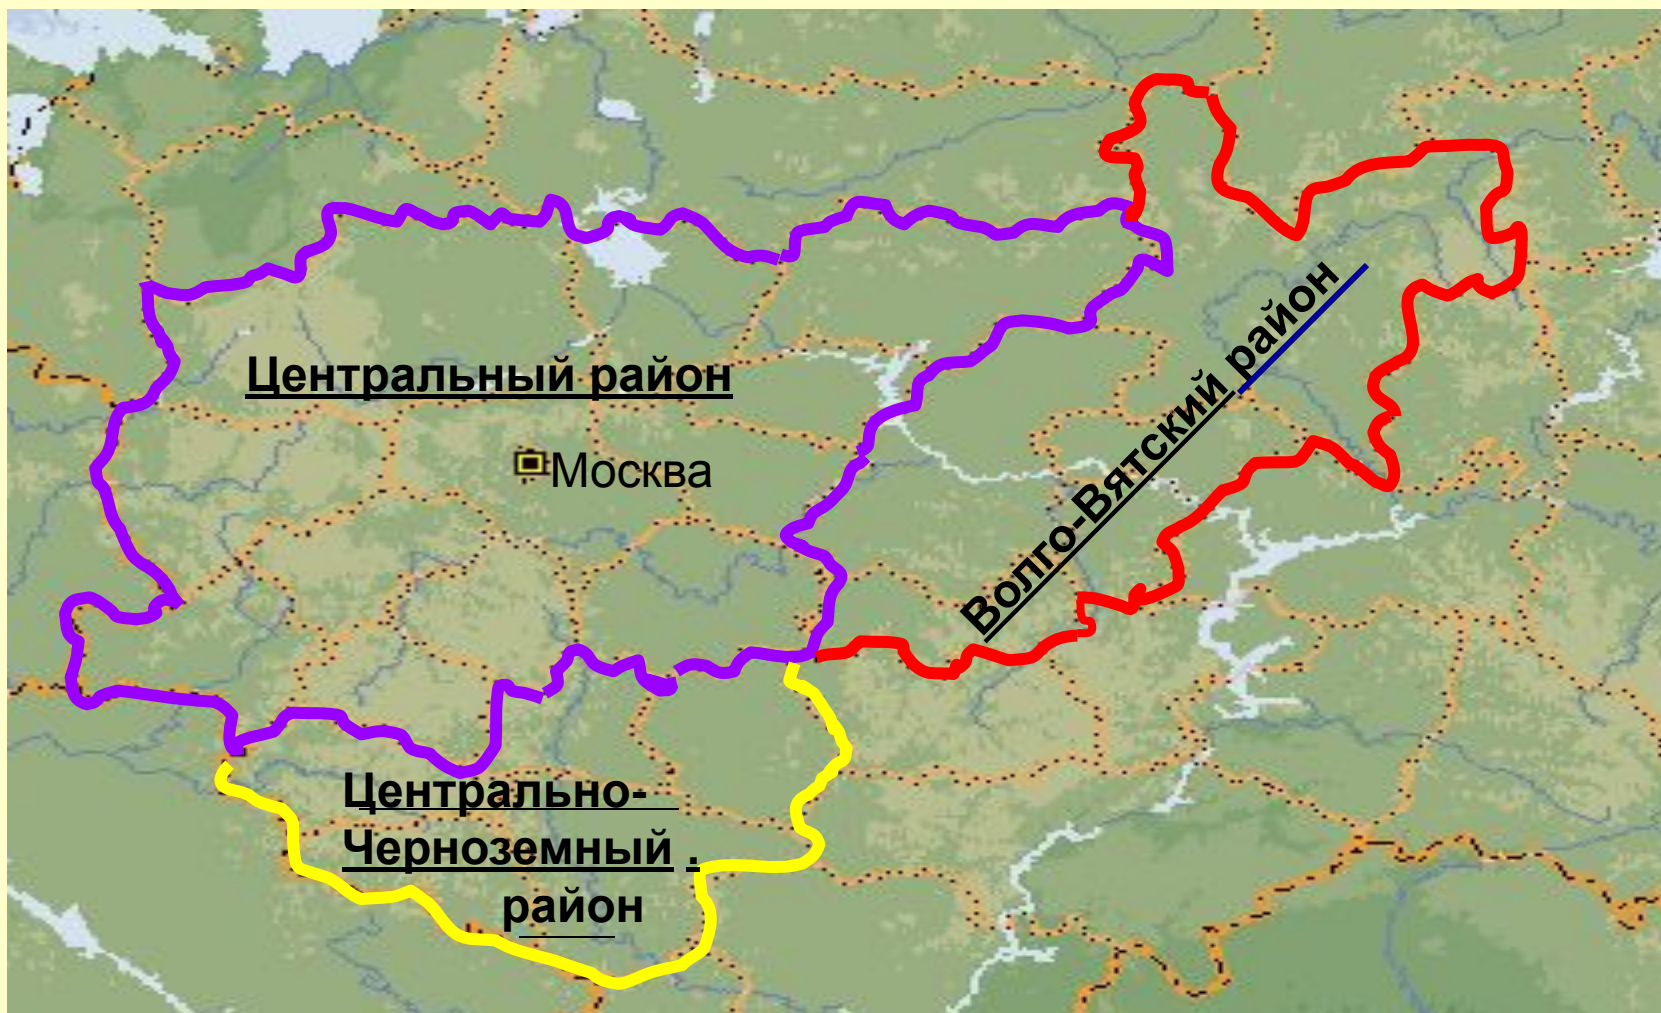 Центральный район
Москва
Волго-Вятский район
Центрально-
Черноземный .
район